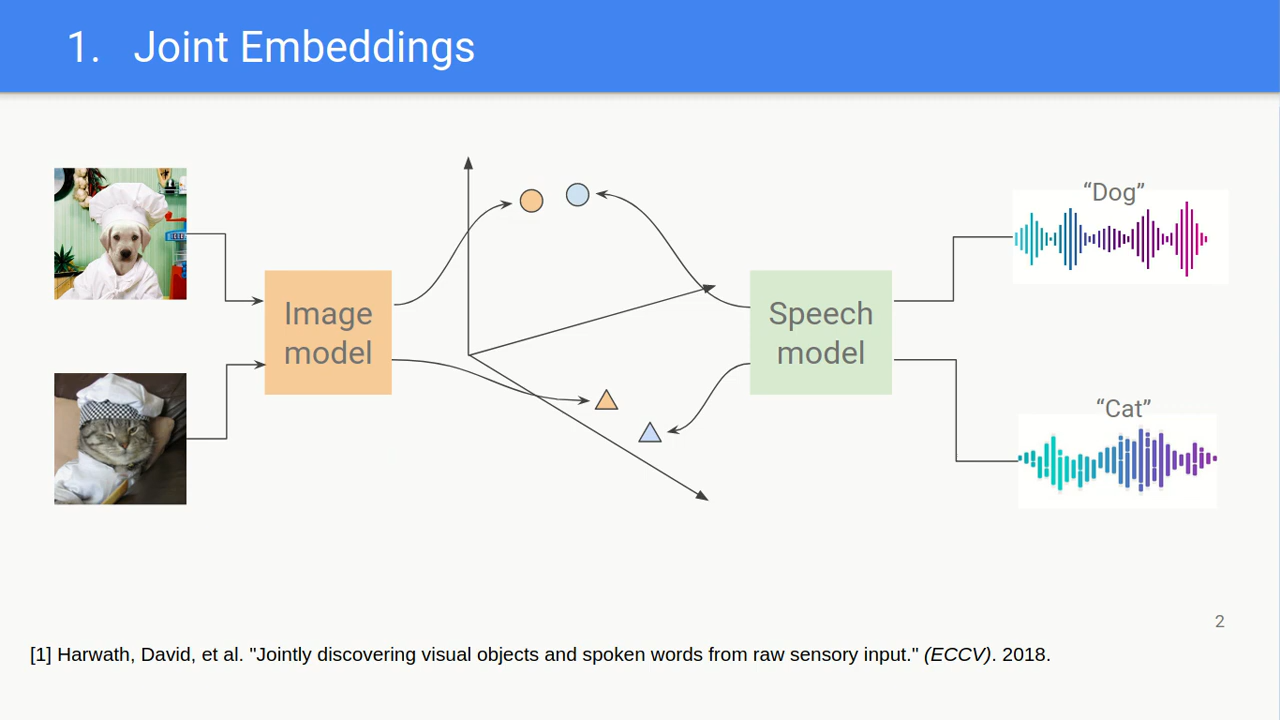 1. Joint Embeddings
“Dog”
Image
model
Speech
model
“Cat”
2
[1] Harwath, David, et al. "Jointly discovering visual objects and spoken words from raw sensory input." (ECCV). 2018.